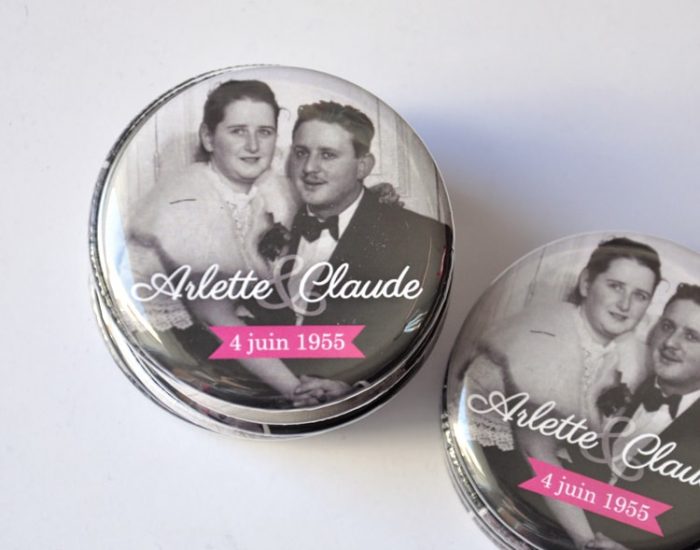 Arlette & Claude
4 juin 1955
Arlette & Clau
4 juin 1955